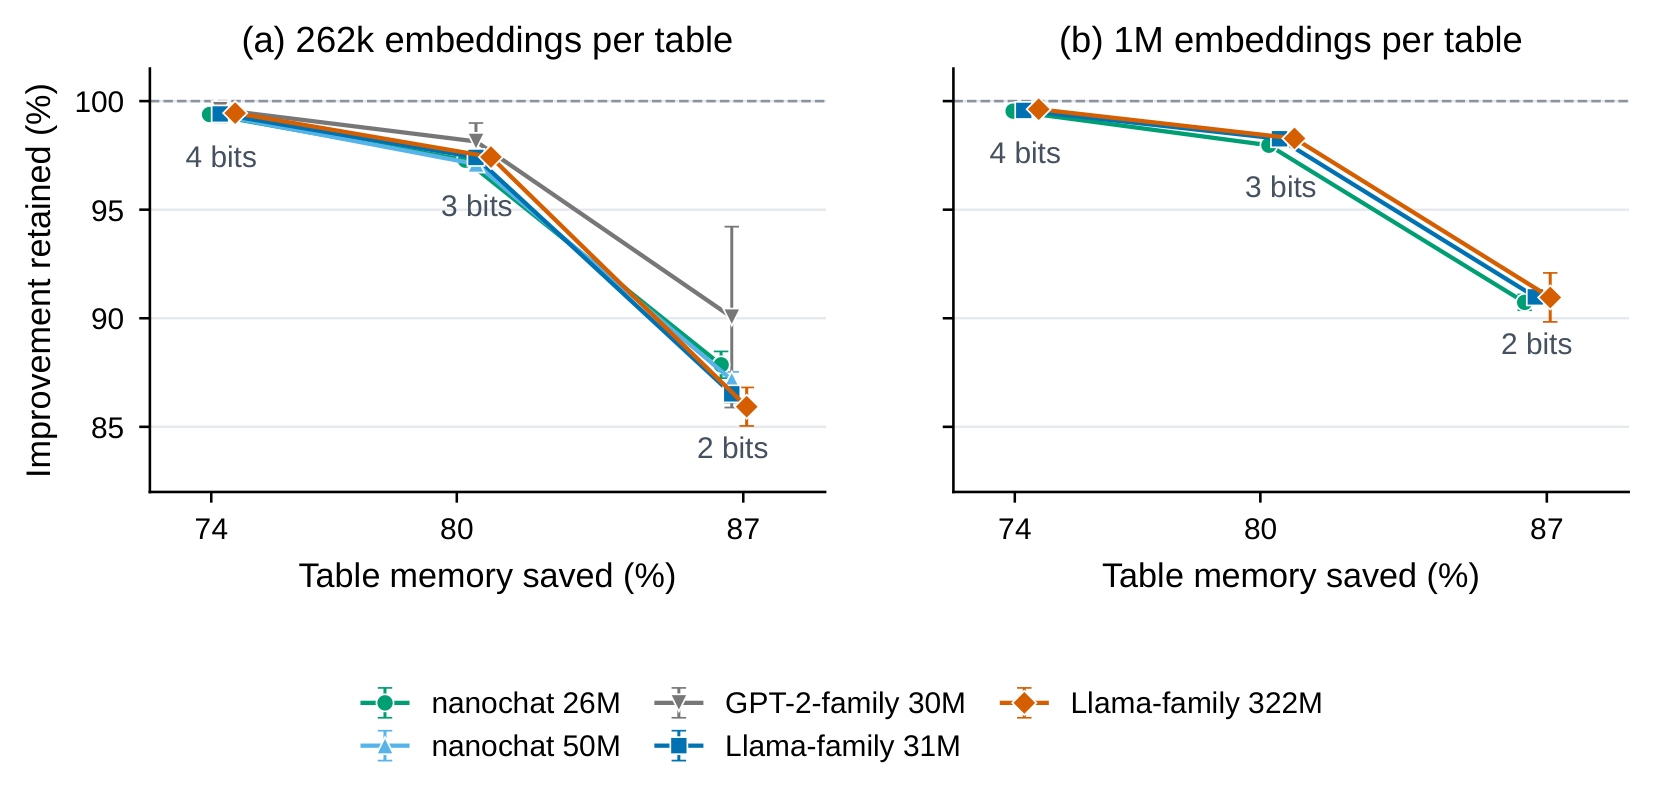 (a) 262k embeddings per table
(b) 1M embeddings per table
Improvement retained (%)
100
95
90
85
4 bits
3 bits
2 bits
4 bits
3 bits
2 bits
74
80
87
74
80
87
Table memory saved (%)
Table memory saved (%)
nanochat 26M
GPT-2-family 30M
Llama-family 322M
nanochat 50M
Llama-family 31M